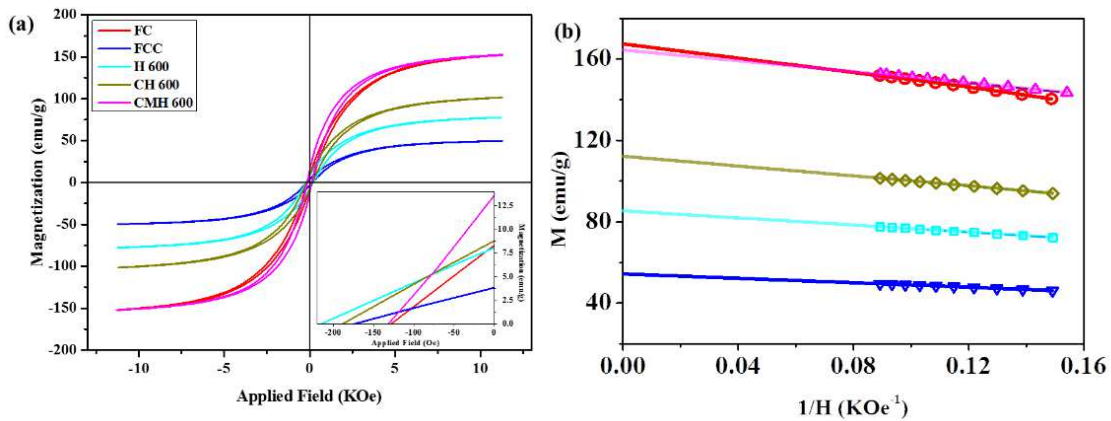 (a)
200
150
100
50
0
-50
-100
-150
-200
Magnetization (emu/g)
FC
FCC
H 600
CH 600
CMH 600
-10
-5
0
5
10
Applied Field (KOe)
12.5
10.0
7.5
5.0
2.5
0.0
Magnetization (emu/g)
-200
-150
-100
-50
0
Applied Field (Oe)
(b)
160
120
80
40
M (emu/g)
0.00
0.04
0.08
0.12
0.16
1/H (KOe⁻¹)